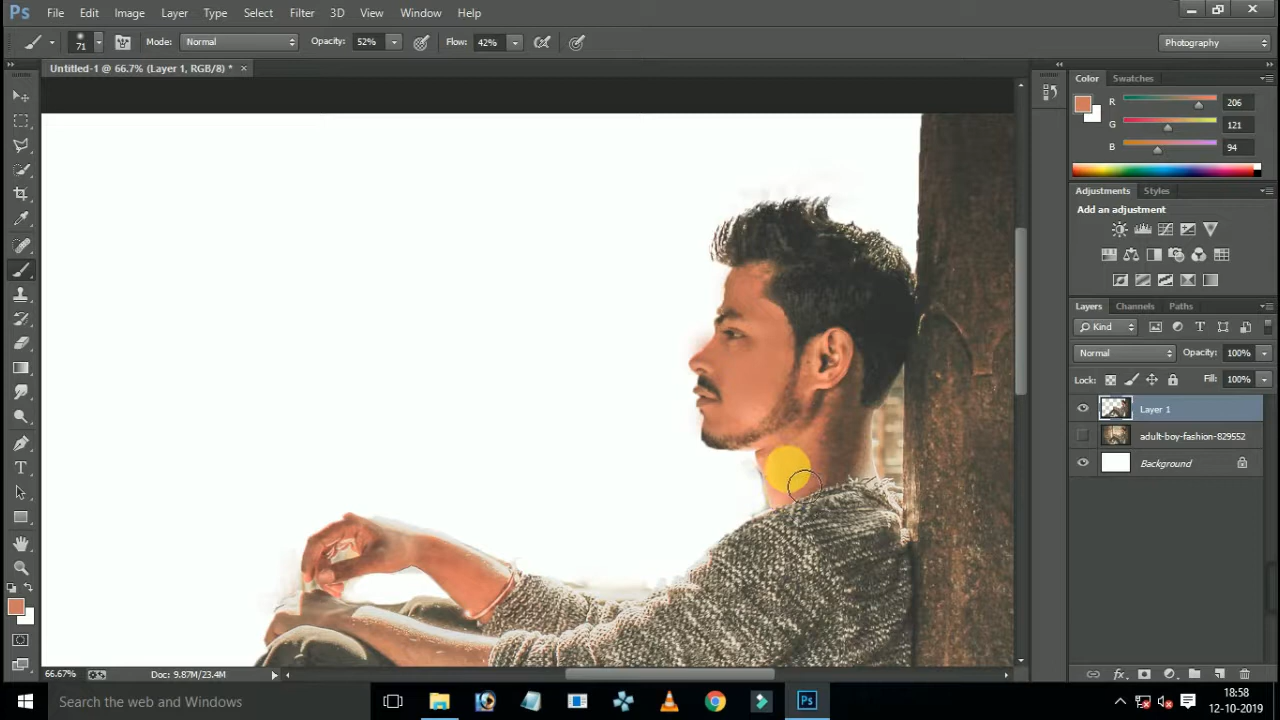 Ps File Edit Image Layer Type Select Filter 3D View Window Help
71 Mode: Normal Opacity: 52% Flow: 42% Photography
Untitled-1 @ 66.7% (Layer 1, RGB/8) * ×
Color Swatches
R 206
G 121
B 94
Adjustments Styles
Add an adjustment
Layers Channels Paths
Kind
Normal Opacity: 100%
Lock: Fill: 100%
Layer 1
adult-boy-fashion-829552
Background
66.67% Doc: 9.87M/23.4M
Search the web and Windows
Ps
18:58
12-10-2019